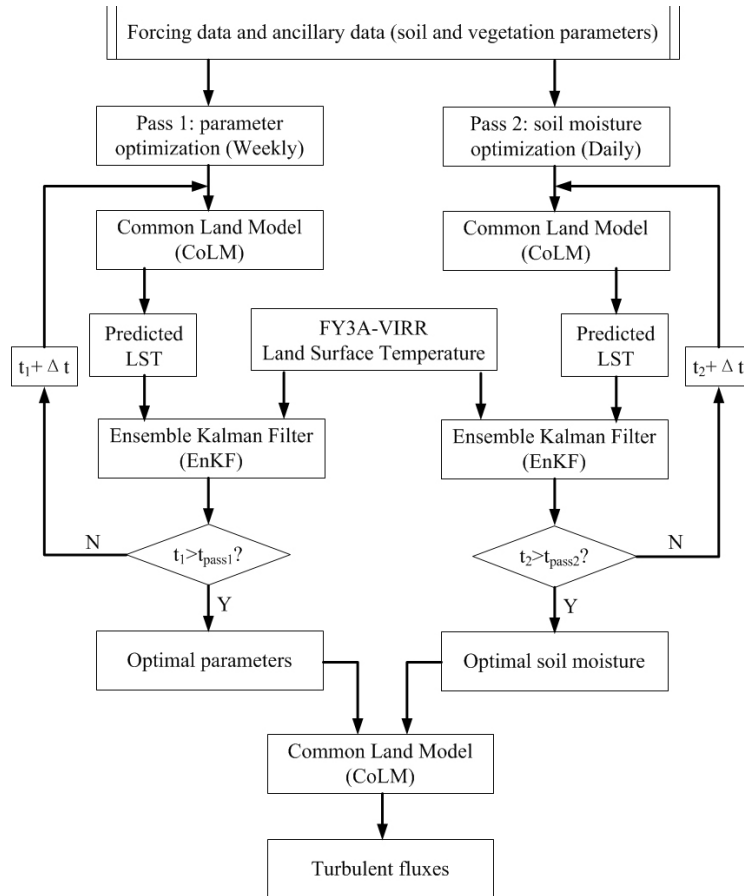 Forcing data and ancillary data (soil and vegetation parameters)
Pass 1: parameter
optimization (Weekly)
Pass 2: soil moisture
optimization (Daily)
Common Land Model
(CoLM)
Common Land Model
(CoLM)
Predicted
LST
FY3A-VIRR
Land Surface Temperature
Predicted
LST
t₁+ Δ t
t₂+ Δ t
Ensemble Kalman Filter
(EnKF)
Ensemble Kalman Filter
(EnKF)
N
t₁>tpass1?
t₂>tpass2?
N
Y
Y
Optimal parameters
Optimal soil moisture
Common Land Model
(CoLM)
Turbulent fluxes